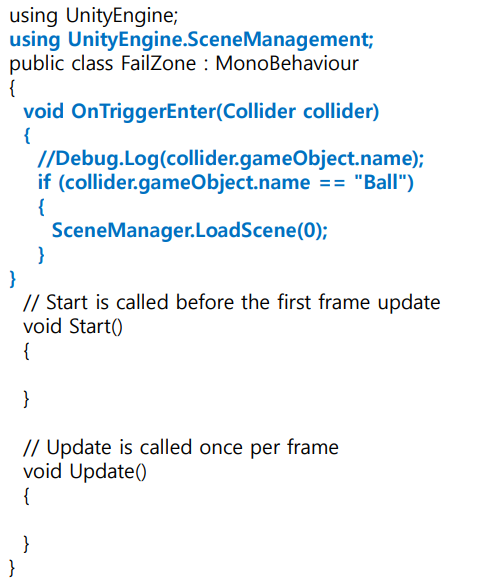 using UnityEngine;
using UnityEngine.SceneManagement;
public class FailZone : MonoBehaviour
{
void OnTriggerEnter(Collider collider)
{
//Debug.Log(collider.gameObject.name);
if (collider.gameObject.name == "Ball")
{
SceneManager.LoadScene(0);
}
}
// Start is called before the first frame update
void Start()
{
}
// Update is called once per frame
void Update()
{
}
}